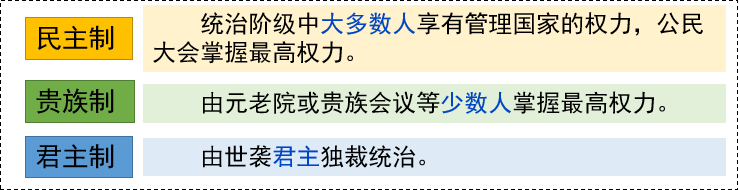 民主制
统治阶级中大多数人享有管理国家的权力，公民
大会掌握最高权力。
贵族制
由元老院或贵族会议等少数人掌握最高权力。
君主制
由世袭君主独裁统治。